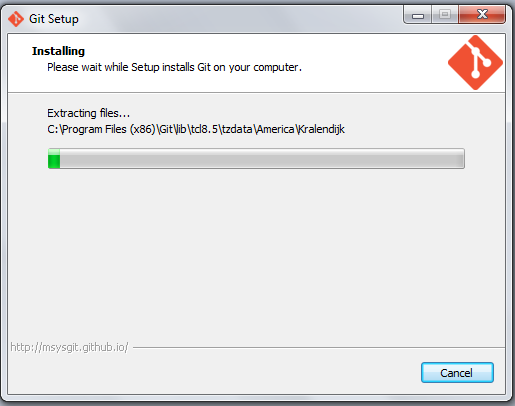 Git Setup
Installing
Please wait while Setup installs Git on your computer.
Extracting files...
C:\Program Files (x86)\Git\lib\tcl8.5\tzdata\America\Kralendijk
http://msysgit.github.io/
Cancel